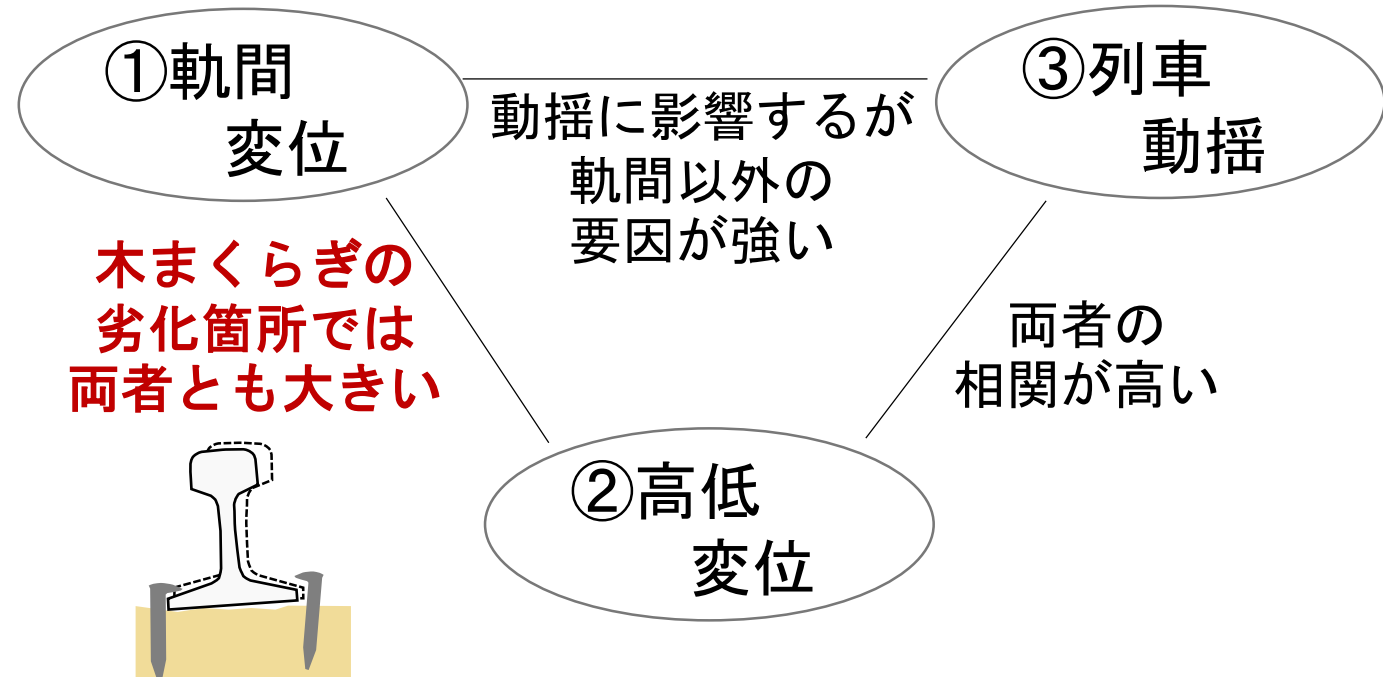 ①軌間
変位
③列車
動揺
動揺に影響するが
軌間以外の
要因が強い
木まくらぎの
劣化箇所では
両者とも大きい
両者の
相関が高い
②高低
変位